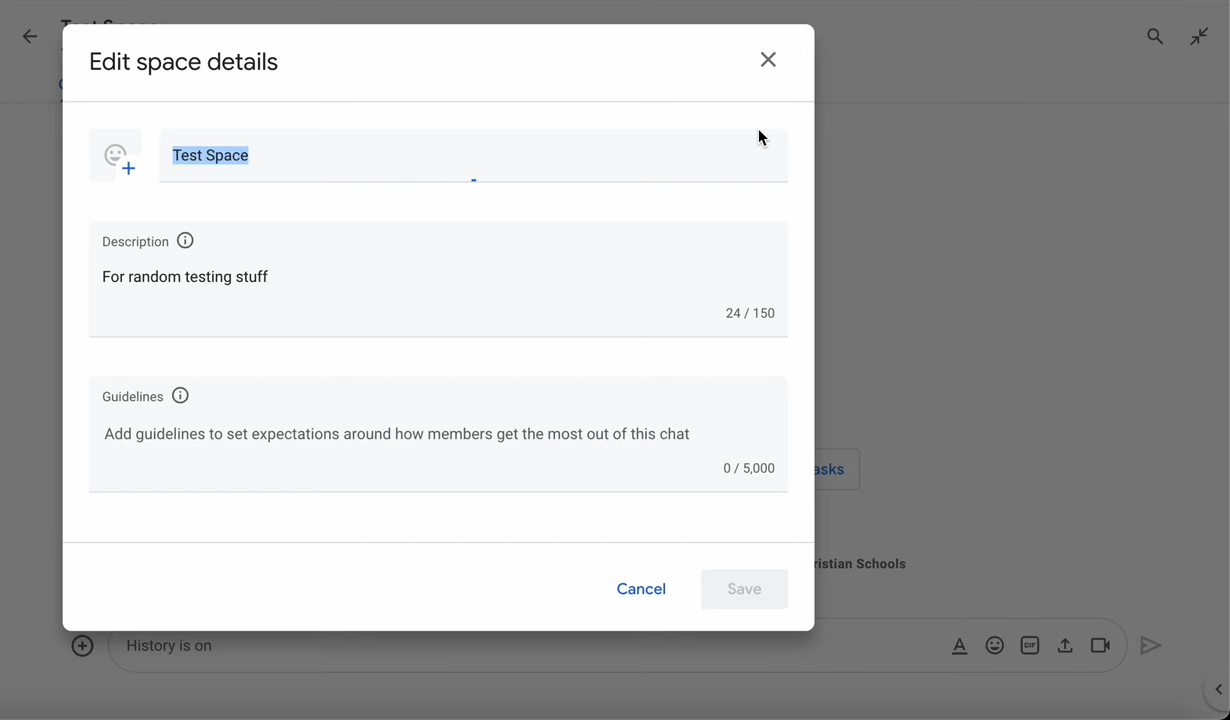 Edit space details
Test Space
Description
For random testing stuff
24 / 150
Guidelines
Add guidelines to set expectations around how members get the most out of this chat
0 / 5,000
asks
ristian Schools
Cancel
Save
History is on
GIF